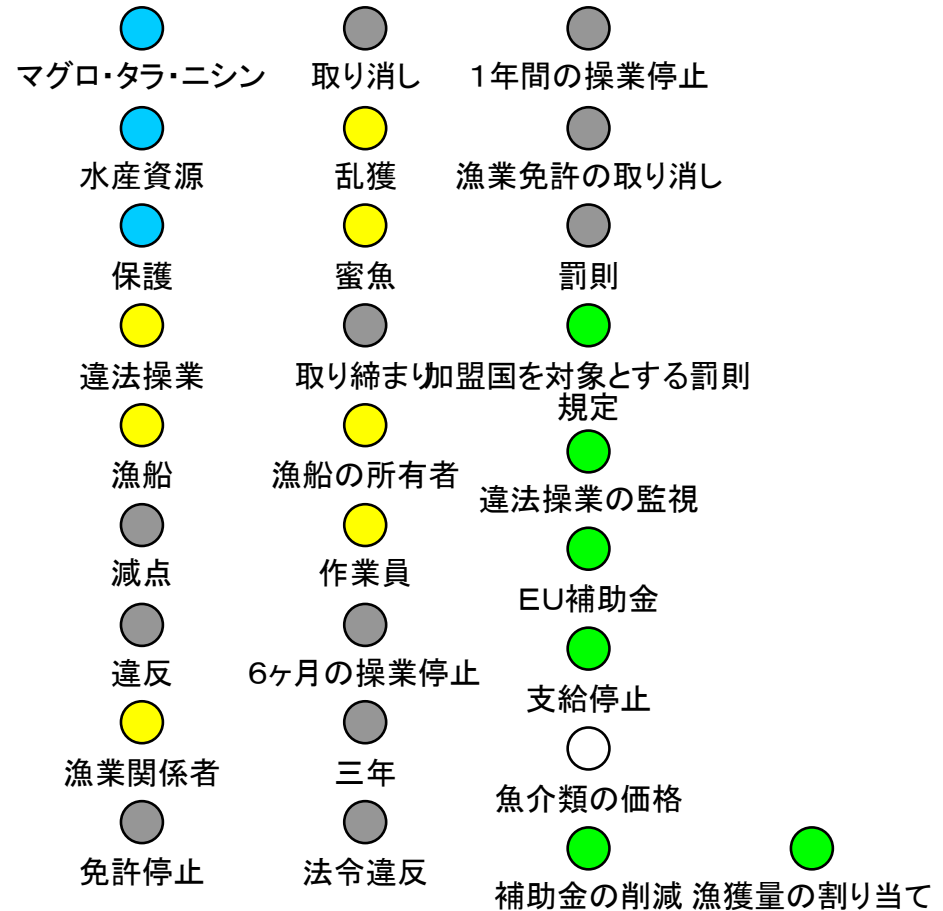 マグロ・タラ・ニシン
水産資源
保護
違法操業
漁船
減点
違反
漁業関係者
免許停止
取り消し
乱獲
蜜魚
取り締まり
漁船の所有者
作業員
6ヶ月の操業停止
三年
法令違反
1年間の操業停止
漁業免許の取り消し
罰則
加盟国を対象とする罰則
規定
違法操業の監視
EU補助金
支給停止
魚介類の価格
補助金の削減
漁獲量の割り当て